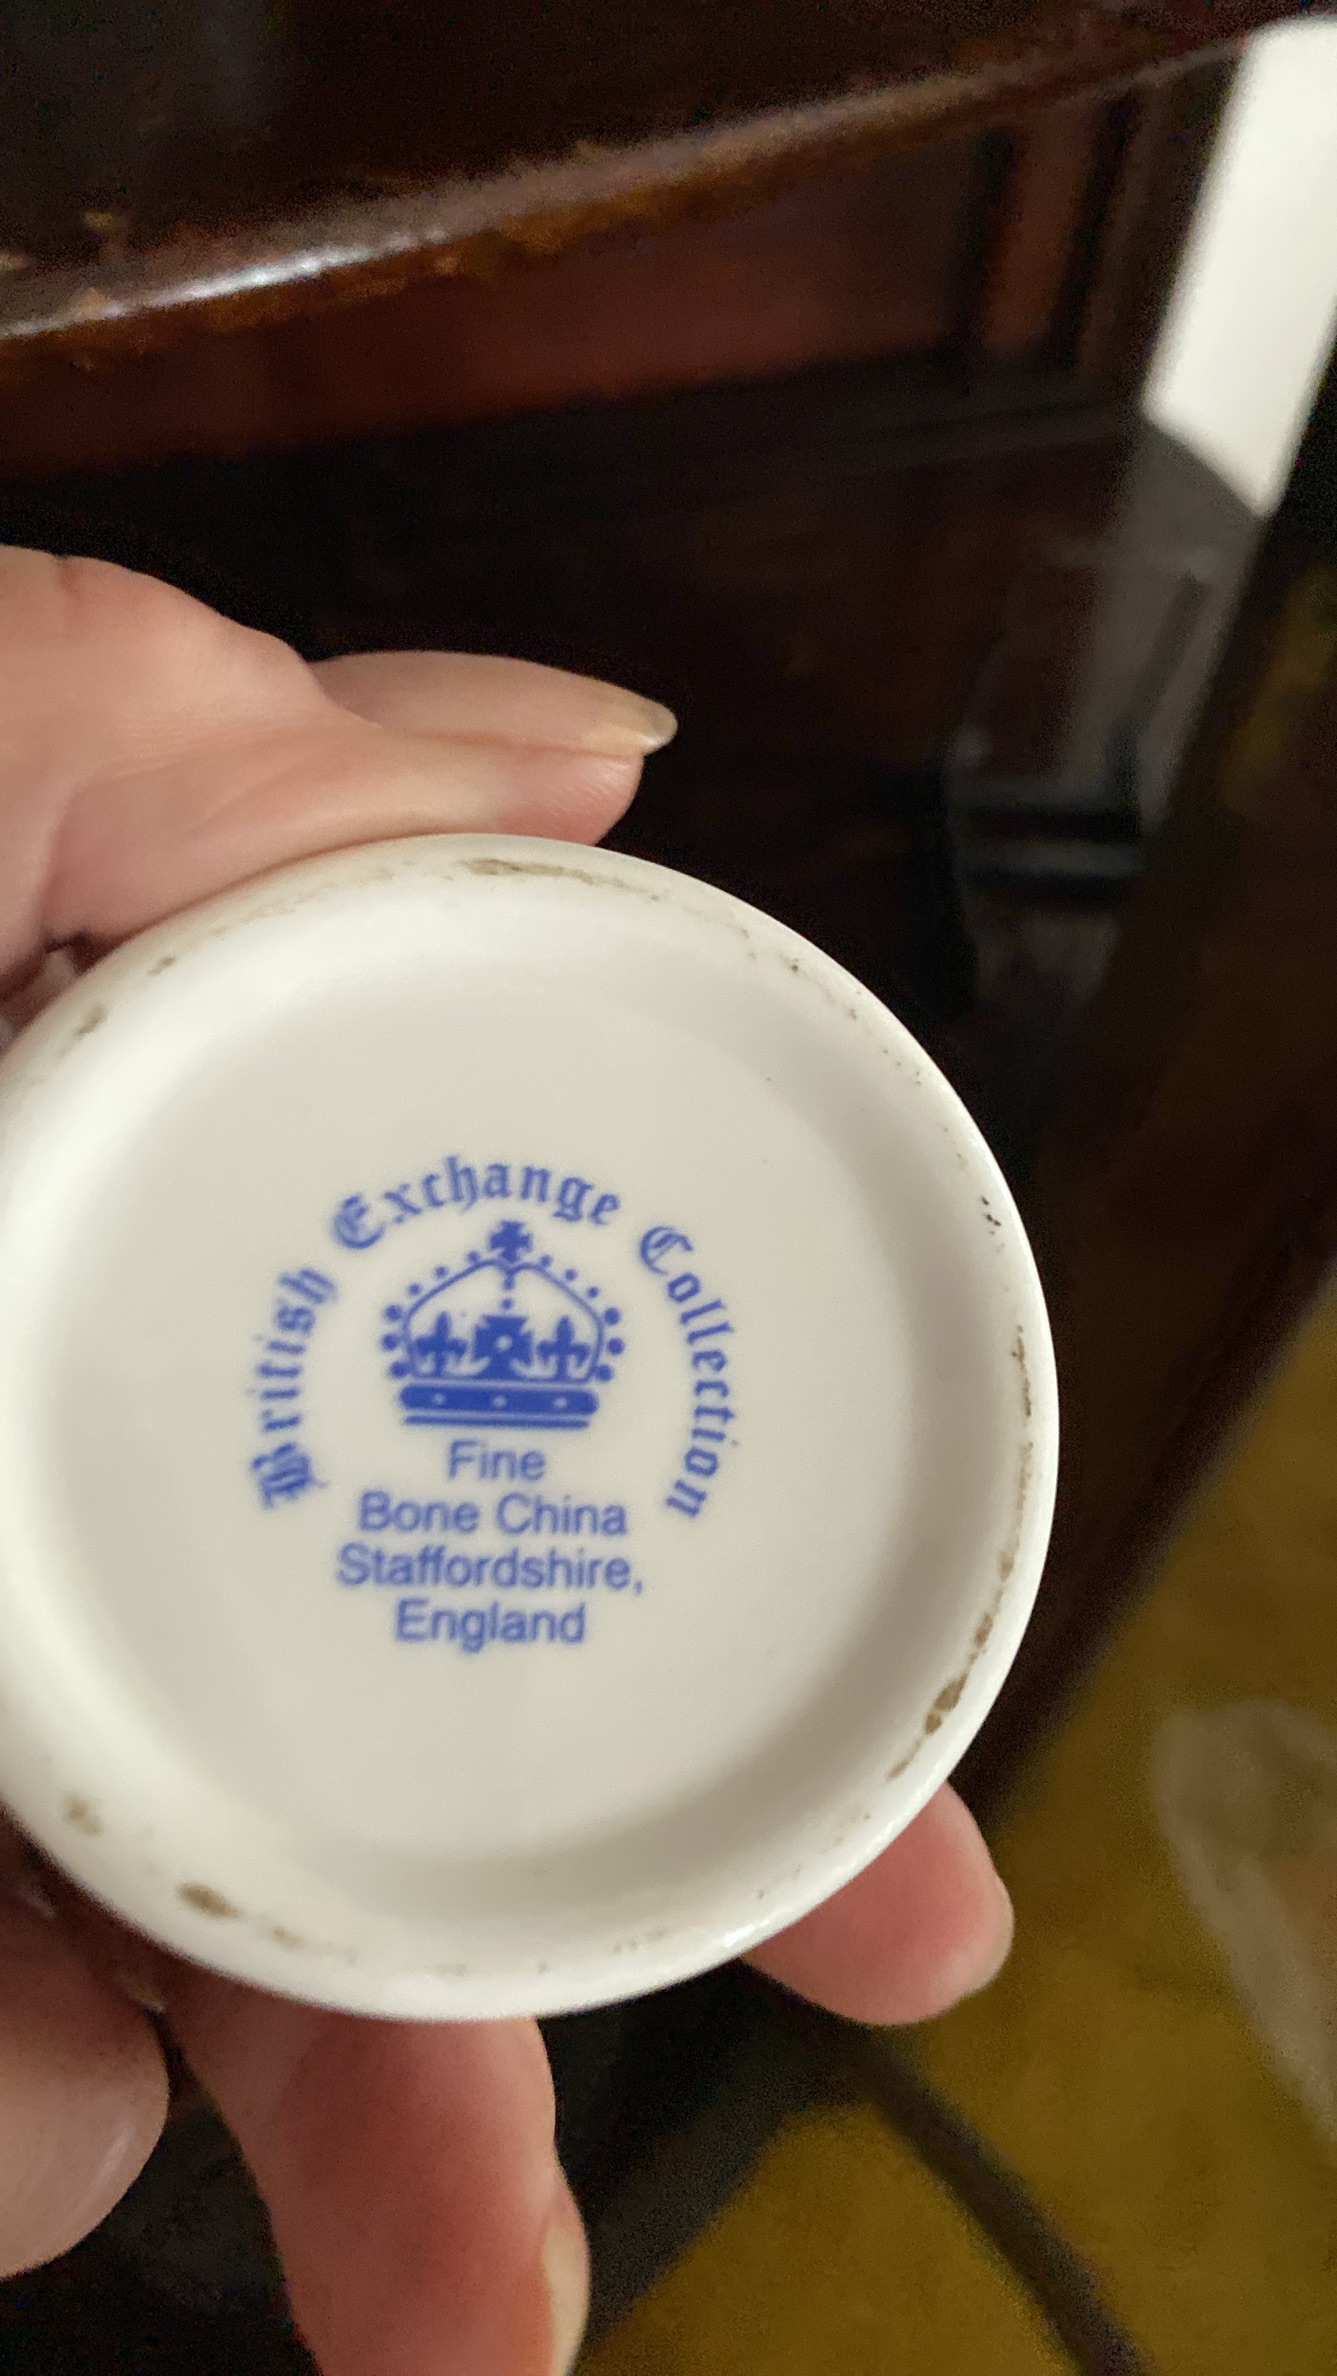 British Exchange Collection
Fine
Bone China
Staffordshire,
England